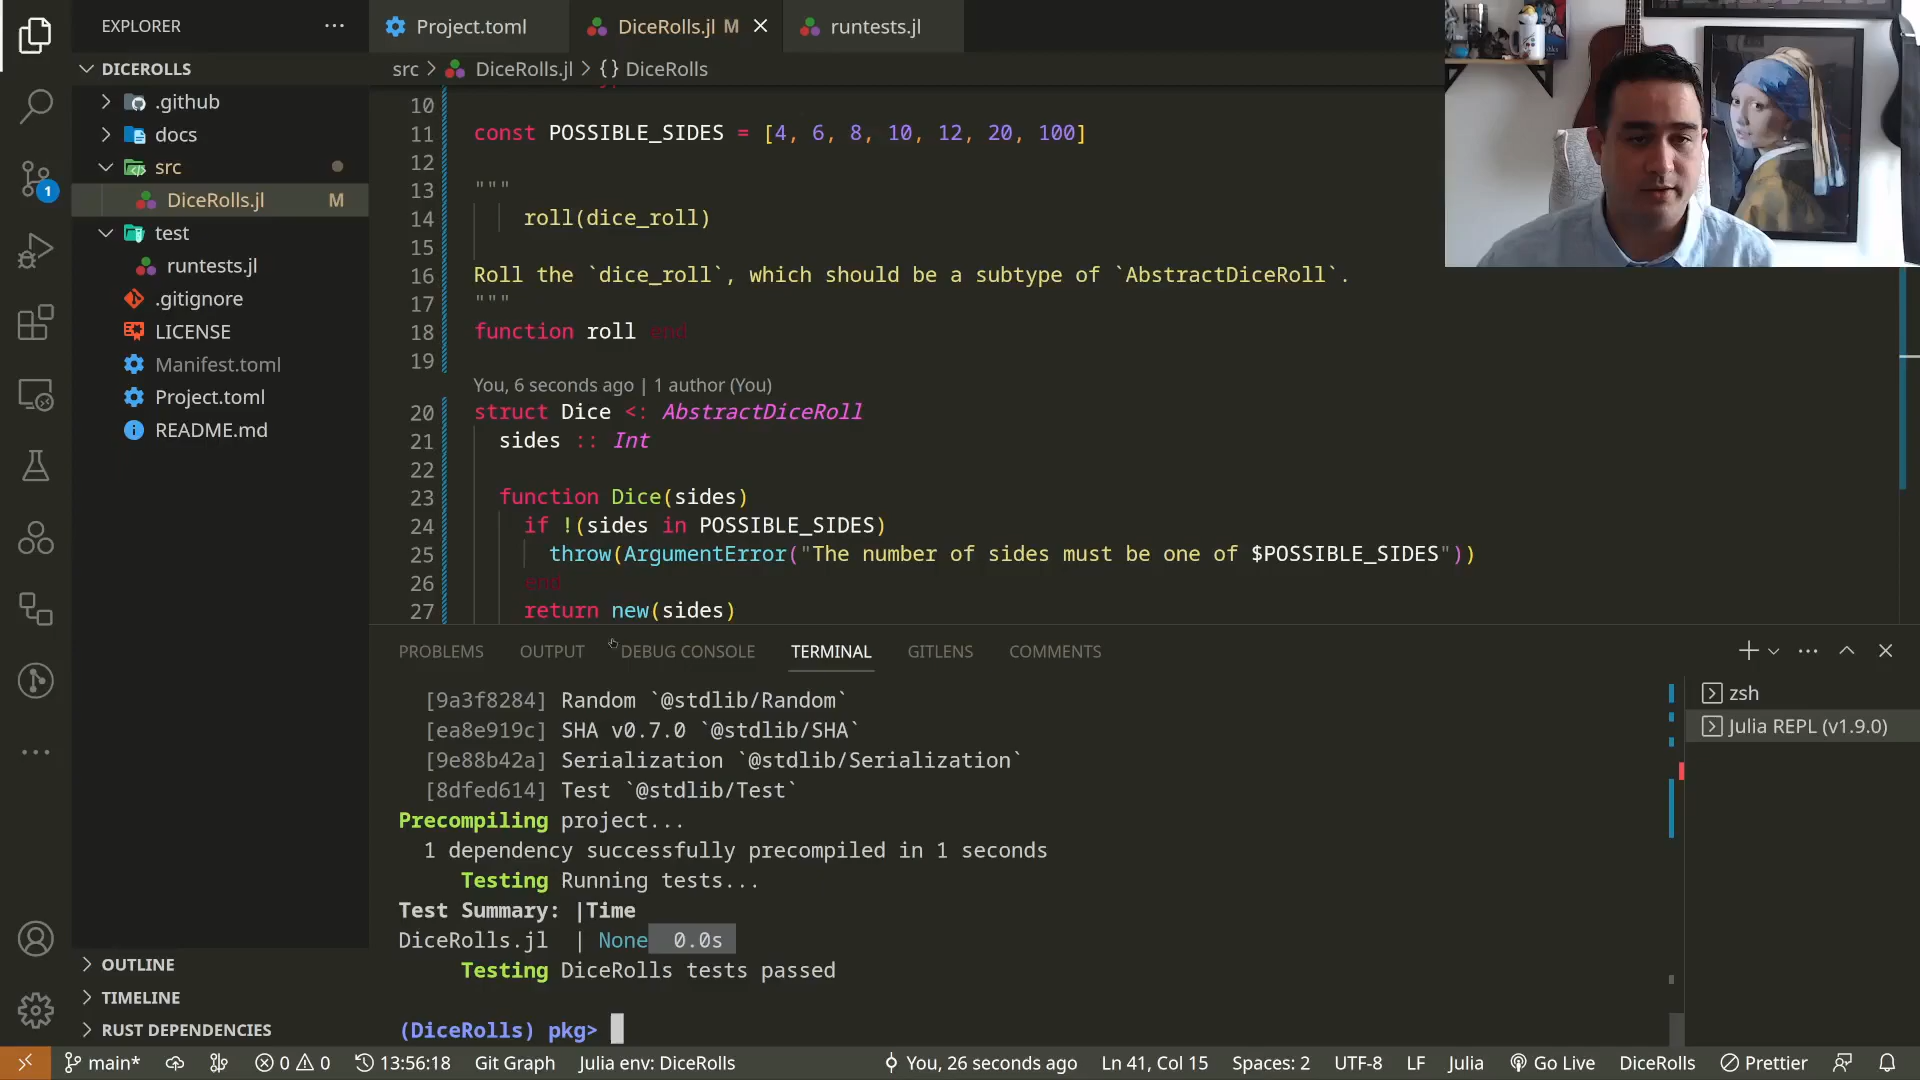 EXPLORER
Project.toml
DiceRolls.jl M
runtests.jl
DICEROLLS
src > DiceRolls.jl > {} DiceRolls
.github
docs
src
DiceRolls.jl M
test
runtests.jl
.gitignore
LICENSE
Manifest.toml
Project.toml
README.md
1
10
11 const POSSIBLE_SIDES = [4, 6, 8, 10, 12, 20, 100]
12
13 """
14 roll(dice_roll)
15
16 Roll the `dice_roll`, which should be a subtype of `AbstractDiceRoll`.
17 """
18 function roll end
19
You, 6 seconds ago | 1 author (You)
20 struct Dice <: AbstractDiceRoll
21 sides :: Int
22
23 function Dice(sides)
24 if !(sides in POSSIBLE_SIDES)
25 throw(ArgumentError("The number of sides must be one of $POSSIBLE_SIDES"))
26 end
27 return new(sides)
PROBLEMS OUTPUT DEBUG CONSOLE TERMINAL GITLENS COMMENTS
[9a3f8284] Random `@stdlib/Random`
[ea8e919c] SHA v0.7.0 `@stdlib/SHA`
[9e88b42a] Serialization `@stdlib/Serialization`
[8dfed614] Test `@stdlib/Test`
Precompiling project...
1 dependency successfully precompiled in 1 seconds
Testing Running tests...
Test Summary: |Time
DiceRolls.jl | None 0.0s
Testing DiceRolls tests passed
(DiceRolls) pkg>
zsh
Julia REPL (v1.9.0)
OUTLINE
TIMELINE
RUST DEPENDENCIES
main* 0 0 13:56:18 Git Graph Julia env: DiceRolls You, 26 seconds ago Ln 41, Col 15 Spaces: 2 UTF-8 LF Julia Go Live DiceRolls Prettier